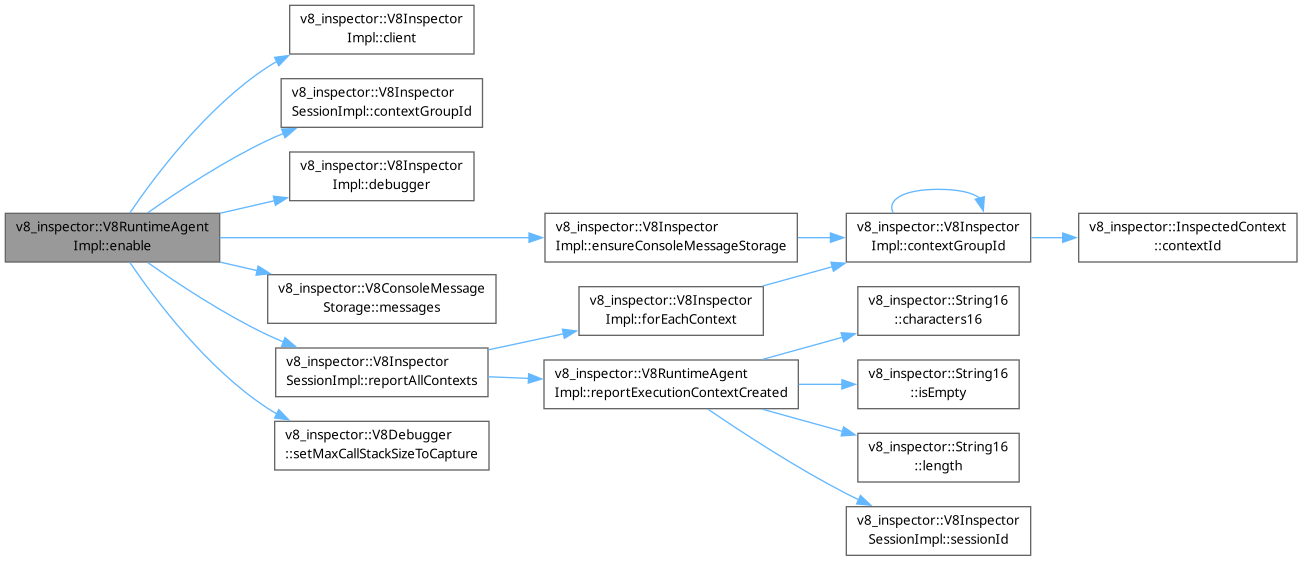 v8_inspector::V8RuntimeAgent
Impl::enable
v8_inspector::V8Inspector
Impl::client
v8_inspector::V8Inspector
SessionImpl::contextGroupId
v8_inspector::V8Inspector
Impl::debugger
v8_inspector::V8Inspector
Impl::ensureConsoleMessageStorage
v8_inspector::V8Inspector
Impl::contextGroupId
v8_inspector::InspectedContext
::contextId
v8_inspector::V8ConsoleMessage
Storage::messages
v8_inspector::V8Inspector
SessionImpl::reportAllContexts
v8_inspector::V8Inspector
Impl::forEachContext
v8_inspector::V8RuntimeAgent
Impl::reportExecutionContextCreated
v8_inspector::String16
::characters16
v8_inspector::String16
::isEmpty
v8_inspector::String16
::length
v8_inspector::V8Inspector
SessionImpl::sessionId
v8_inspector::V8Debugger
::setMaxCallStackSizeToCapture